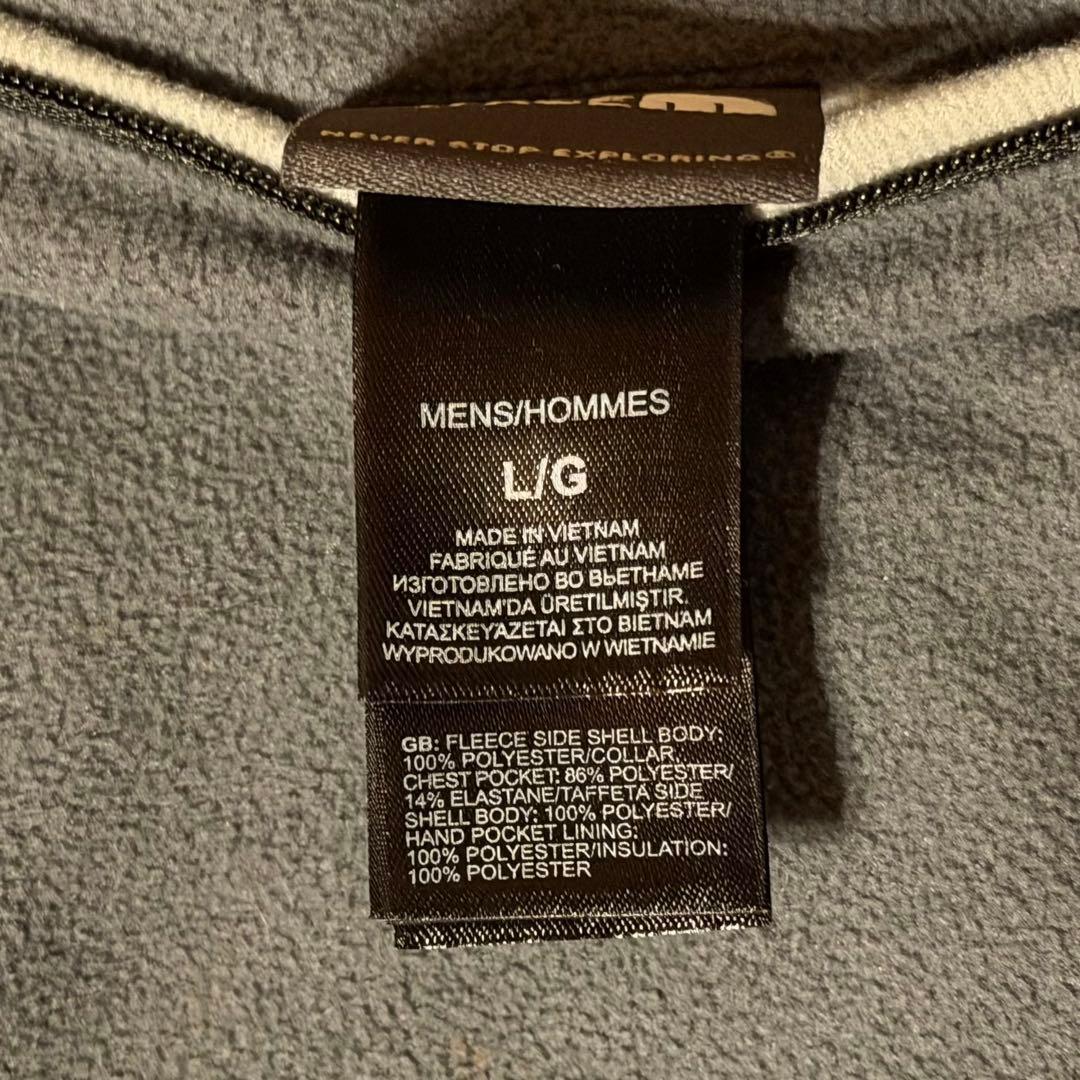 NEVER STOP EXPLORING®
MENS/HOMMES
L/G
MADE IN VIETNAM
FABRIQUÉ AU VIETNAM
ИЗГОТОВЛЕНО ВО ВЬЕТНАМЕ
VIETNAM'DA ÜRETILMIŞTIR.
ΚΑΤΑΣΚΕΥΆΖΕΤΑΙ ΣΤΟ ΒΙΕΤΝΆΜ
WYPRODUKOWANO W WIETNAMIE
GB: FLEECE SIDE SHELL BODY:
100% POLYESTER/COLLAR,
CHEST POCKET: 86% POLYESTER/
14% ELASTANE/TAFFETA SIDE
SHELL BODY: 100% POLYESTER/
HAND POCKET LINING:
100% POLYESTER/INSULATION:
100% POLYESTER